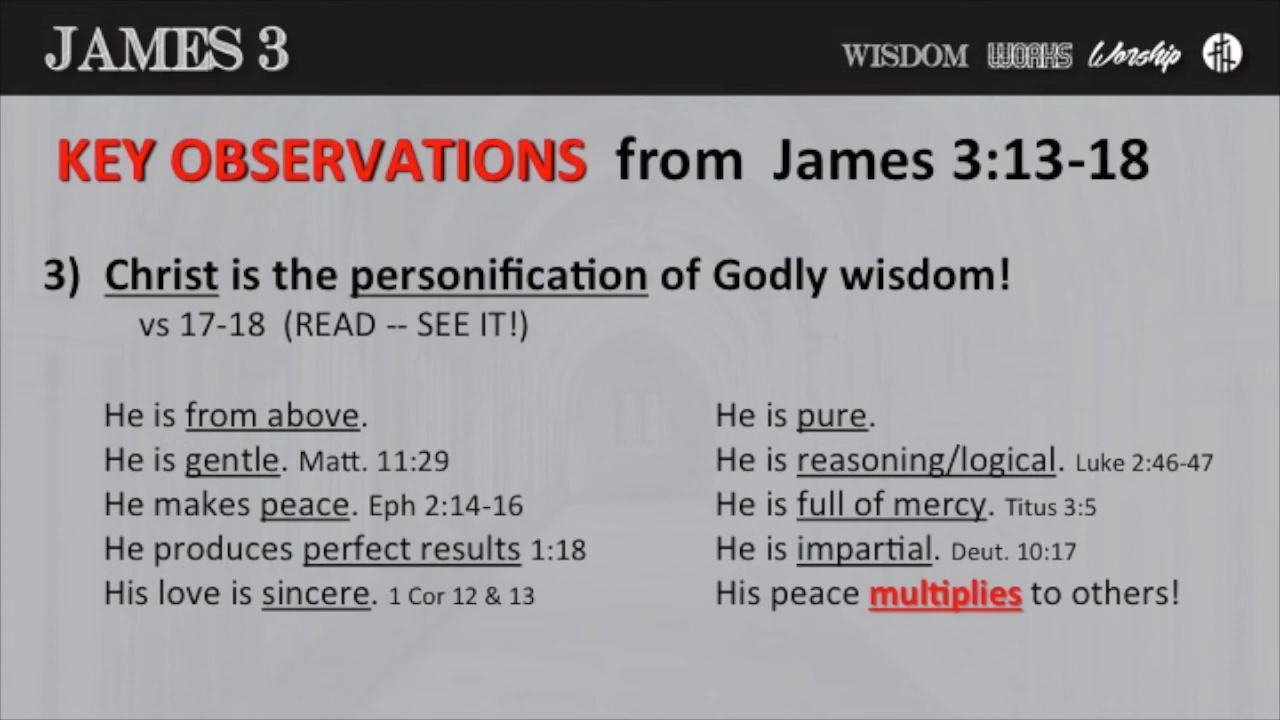 JAMES 3
WISDOM WORKS Worship
KEY OBSERVATIONS from James 3:13-18
3) Christ is the personification of Godly wisdom!
vs 17-18 (READ -- SEE IT!)
He is from above.
He is gentle. Matt. 11:29
He makes peace. Eph 2:14-16
He produces perfect results 1:18
His love is sincere. 1 Cor 12 & 13
He is pure.
He is reasoning/logical. Luke 2:46-47
He is full of mercy. Titus 3:5
He is impartial. Deut. 10:17
His peace multiplies to others!